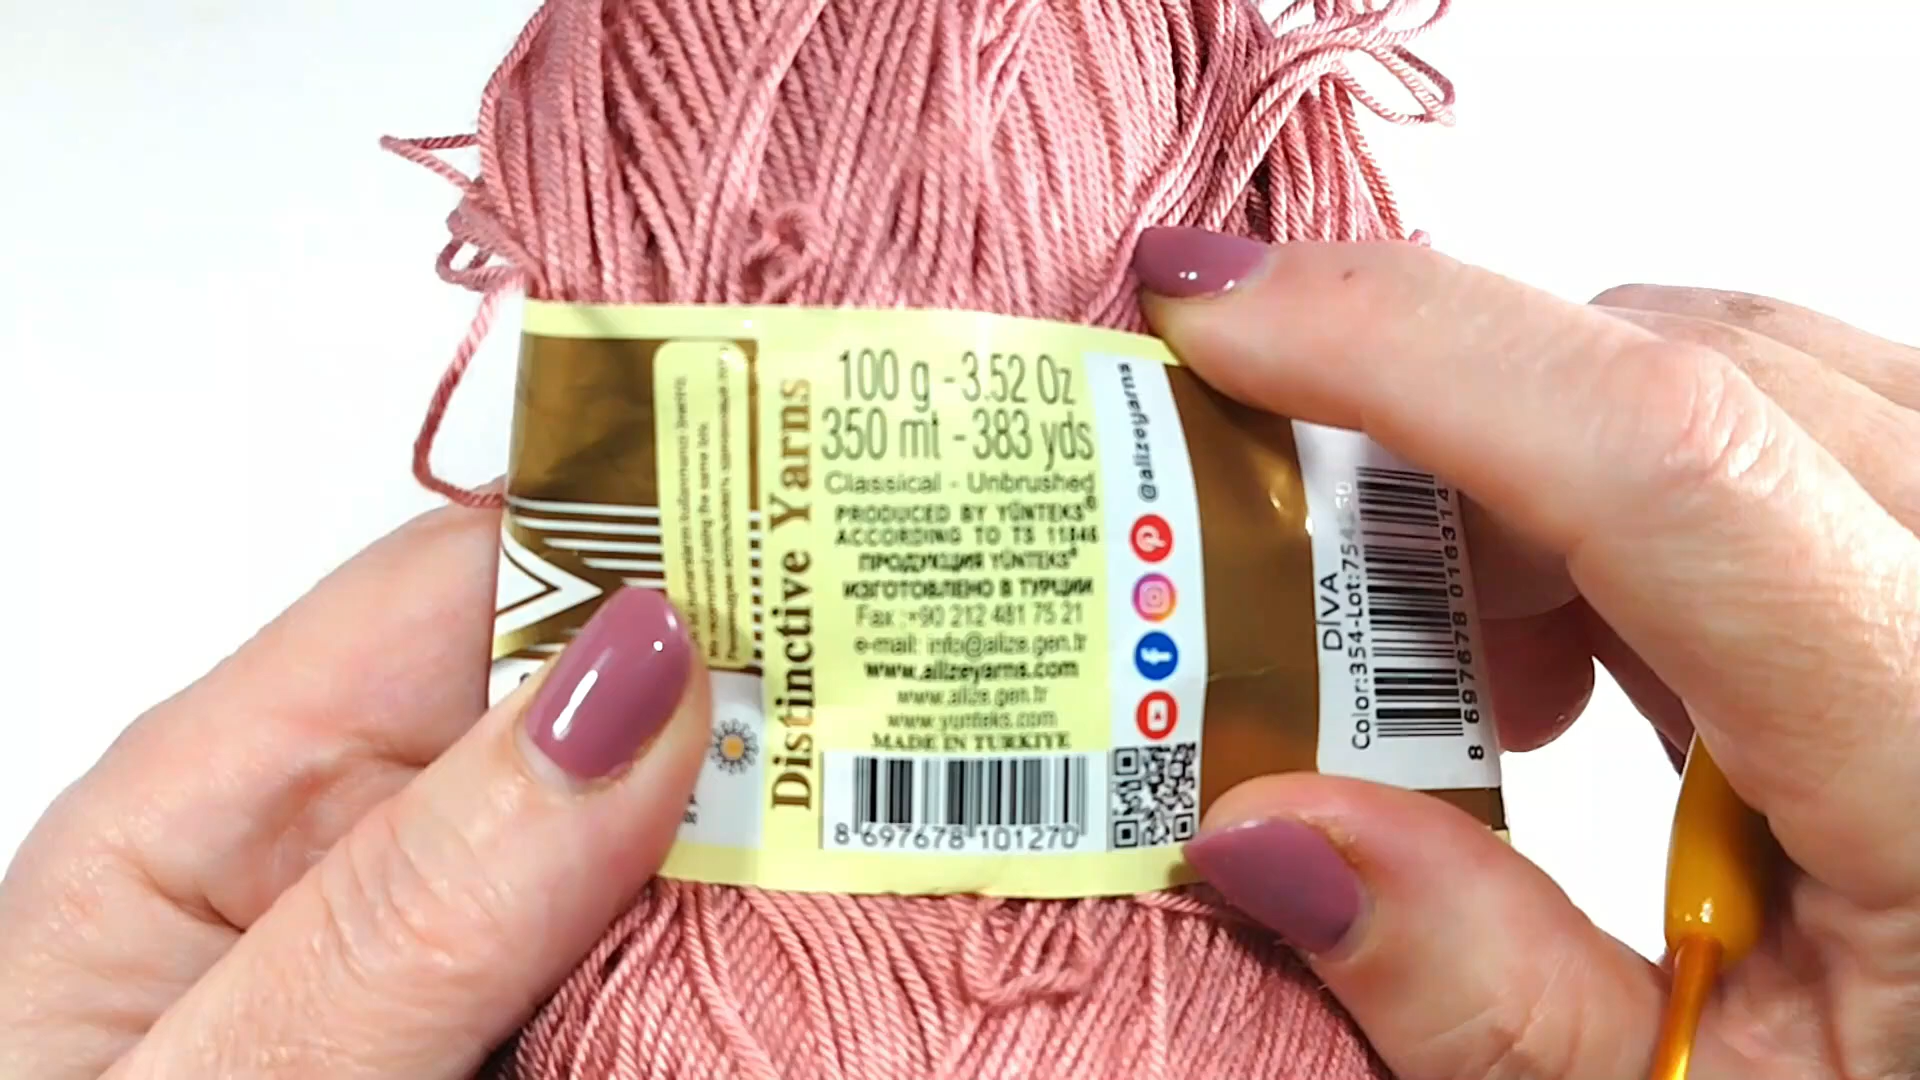 Distinctive Yarns
100 g - 3.52 Oz
350 mt - 383 yds
Classical - Unbrushed
PRODUCED BY YÜNTEKS®
ACCORDING TO TS 11846
ПРОДУКЦИЯ YÜNTEKS®
ИЗГОТОВЛЕНО В ТУРЦИИ
Fax :+90 212 481 75 21
e-mail: info@alize.gen.tr
www.alizeyarns.com
www.alize.gen.tr
www.yunteks.com
MADE IN TURKIYE
8 697678 101270
@alizeyarns
DIVA
Color:354-Lot:754
8 697678 016314